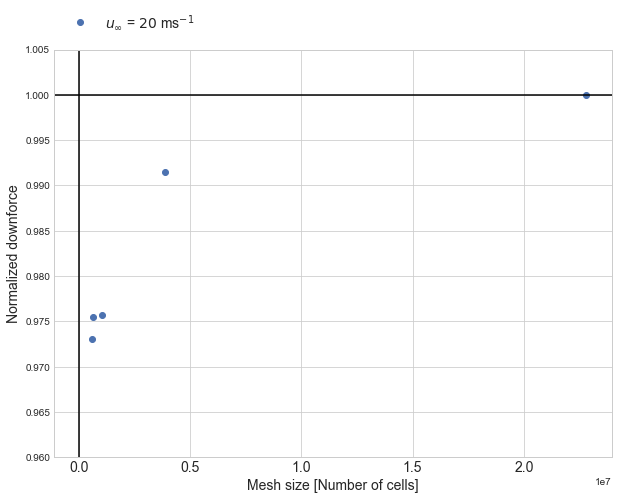 u∞ = 20 ms⁻¹
1.005
1.000
0.995
0.990
0.985
0.980
0.975
0.970
0.965
0.960
Normalized downforce
0.0 0.5 1.0 1.5 2.0
1e7
Mesh size [Number of cells]